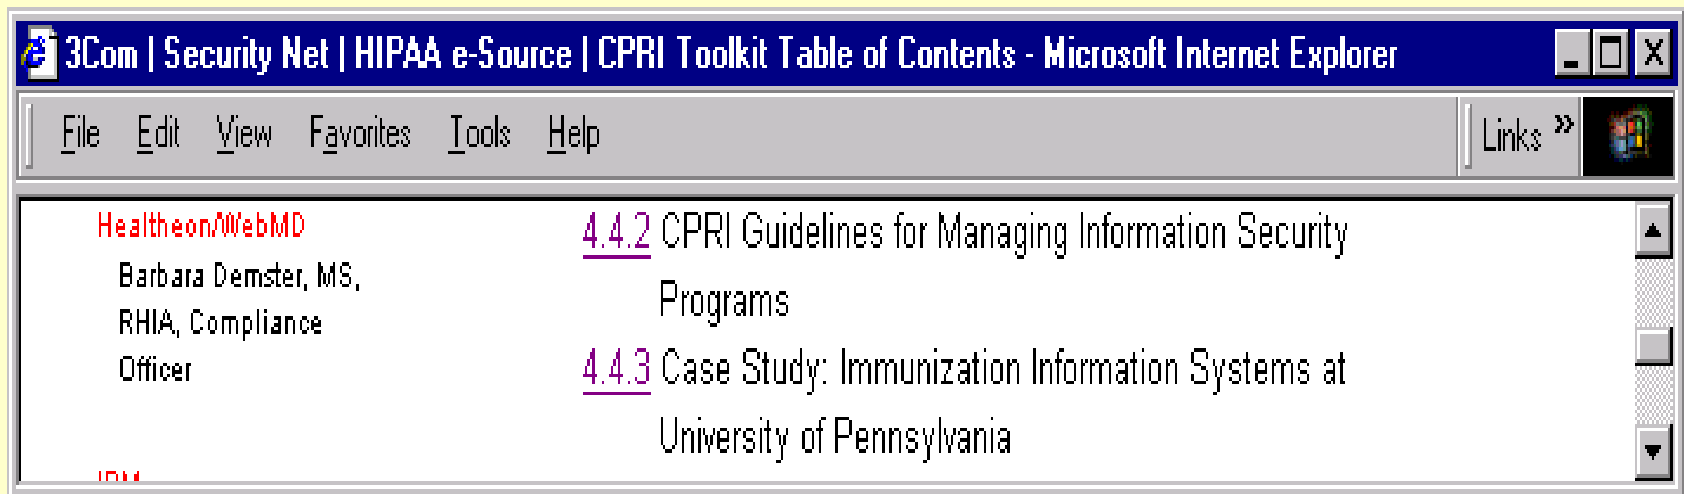 3Com | Security Net | HIPAA e-Source | CPRI Toolkit Table of Contents - Microsoft Internet Explorer
File Edit View Favorites Tools Help Links »
Healtheon/WebMD
Barbara Demster, MS,
RHIA, Compliance
Officer
4.4.2 CPRI Guidelines for Managing Information Security
Programs
4.4.3 Case Study: Immunization Information Systems at
University of Pennsylvania